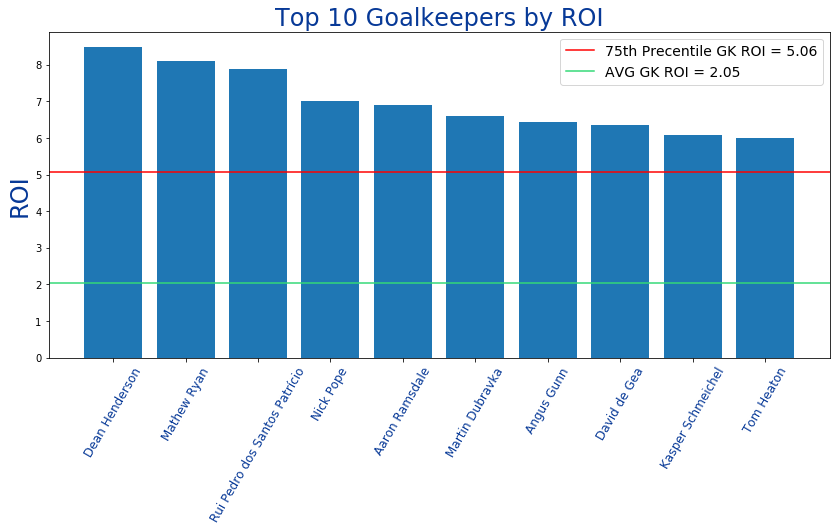 Top 10 Goalkeepers by ROI
75th Precentile GK ROI = 5.06
AVG GK ROI = 2.05
ROI
8
7
6
5
4
3
2
1
0
Dean Henderson
Mathew Ryan
Rui Pedro dos Santos Patrício
Nick Pope
Aaron Ramsdale
Martin Dubravka
Angus Gunn
David de Gea
Kasper Schmeichel
Tom Heaton